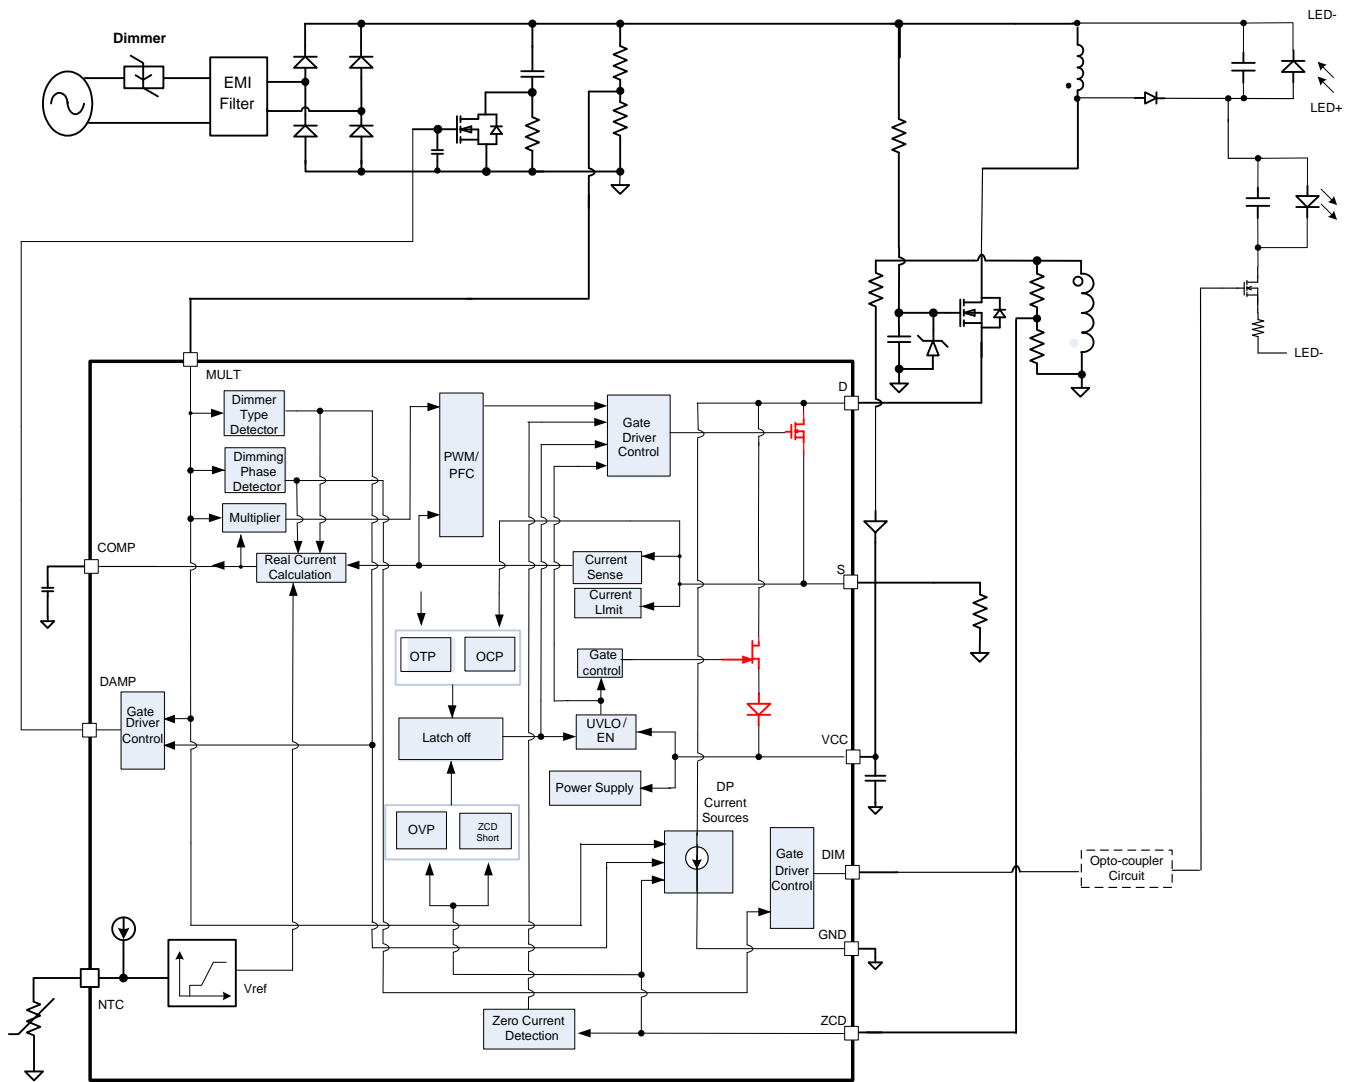 LED-
Dimmer
EMI
Filter
LED+
LED-
MULT
D
Dimmer
Type
Detector
Dimming
Phase
Detector
Multiplier
PWM/
PFC
Gate
Driver
Control
COMP
Real Current
Calculation
Current
Sense
Current
LImit
S
OTP
OCP
Gate
control
DAMP
Gate
Driver
Control
Latch off
UVLO /
EN
VCC
Power Supply
DP
Current
Sources
OVP
ZCD
Short
Gate
Driver
Control
DIM
Opto-coupler
Circuit
GND
NTC
Vref
Zero Current
Detection
ZCD